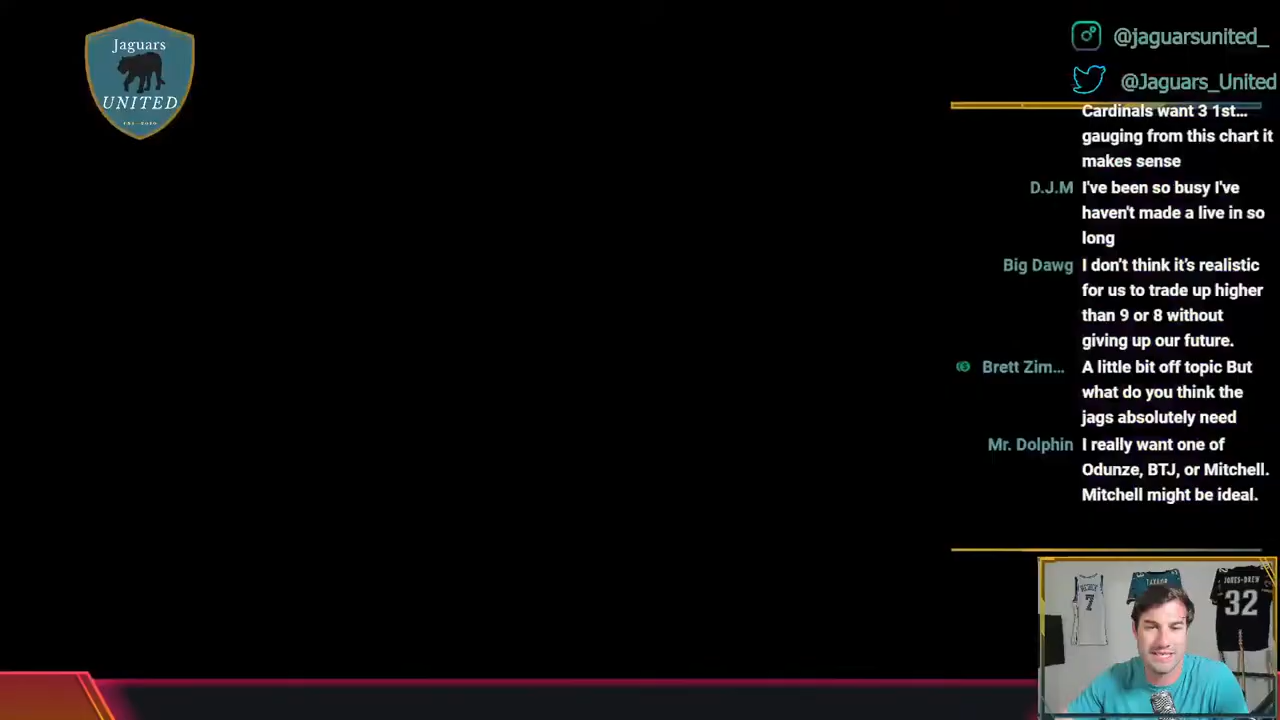 Jaguars
UNITED
@jaguarsunited_
@Jaguars_United
Cardinals want 3 1st...
gauging from this chart it
makes sense
D.J.M I've been so busy I've
haven't made a live in so
long
Big Dawg I don't think it's realistic
for us to trade up higher
than 9 or 8 without
giving up our future.
Brett Zim... A little bit off topic But
what do you think the
jags absolutely need
Mr. Dolphin I really want one of
Odunze, BTJ, or Mitchell.
Mitchell might be ideal.
7
TAYLOR
JONES-DREW
32